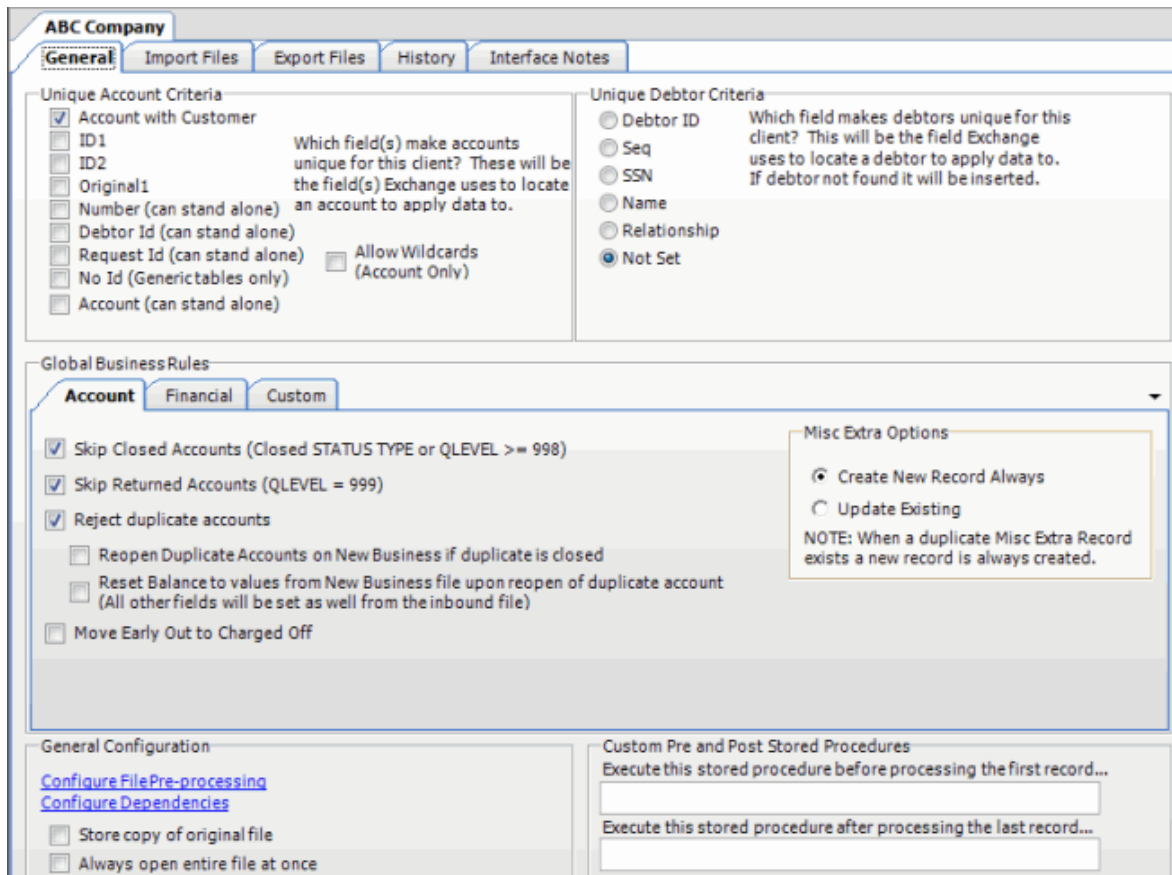 ABC Company
General
Import Files
Export Files
History
Interface Notes
Unique Account Criteria
Account with Customer
ID1
ID2
Original1
Number (can stand alone)
Debtor Id (can stand alone)
Request Id (can stand alone)
No Id (Generic tables only)
Account (can stand alone)
Which field(s) make accounts
unique for this client? These will be
the field(s) Exchange uses to locate
an account to apply data to.
Allow Wildcards
(Account Only)
Unique Debtor Criteria
Debtor ID
Seq
SSN
Name
Relationship
Not Set
Which field makes debtors unique for this
client? This will be the field Exchange
uses to locate a debtor to apply data to.
If debtor not found it will be inserted.
Global Business Rules
Account
Financial
Custom
Skip Closed Accounts (Closed STATUS TYPE or QLEVEL >= 998)
Skip Returned Accounts (QLEVEL = 999)
Reject duplicate accounts
Reopen Duplicate Accounts on New Business if duplicate is closed
Reset Balance to values from New Business file upon reopen of duplicate account
(All other fields will be set as well from the inbound file)
Move Early Out to Charged Off
Misc Extra Options
Create New Record Always
Update Existing
NOTE: When a duplicate Misc Extra Record
exists a new record is always created.
General Configuration
Configure File Pre-processing
Configure Dependencies
Store copy of original file
Always open entire file at once
Custom Pre and Post Stored Procedures
Execute this stored procedure before processing the first record...
Execute this stored procedure after processing the last record...